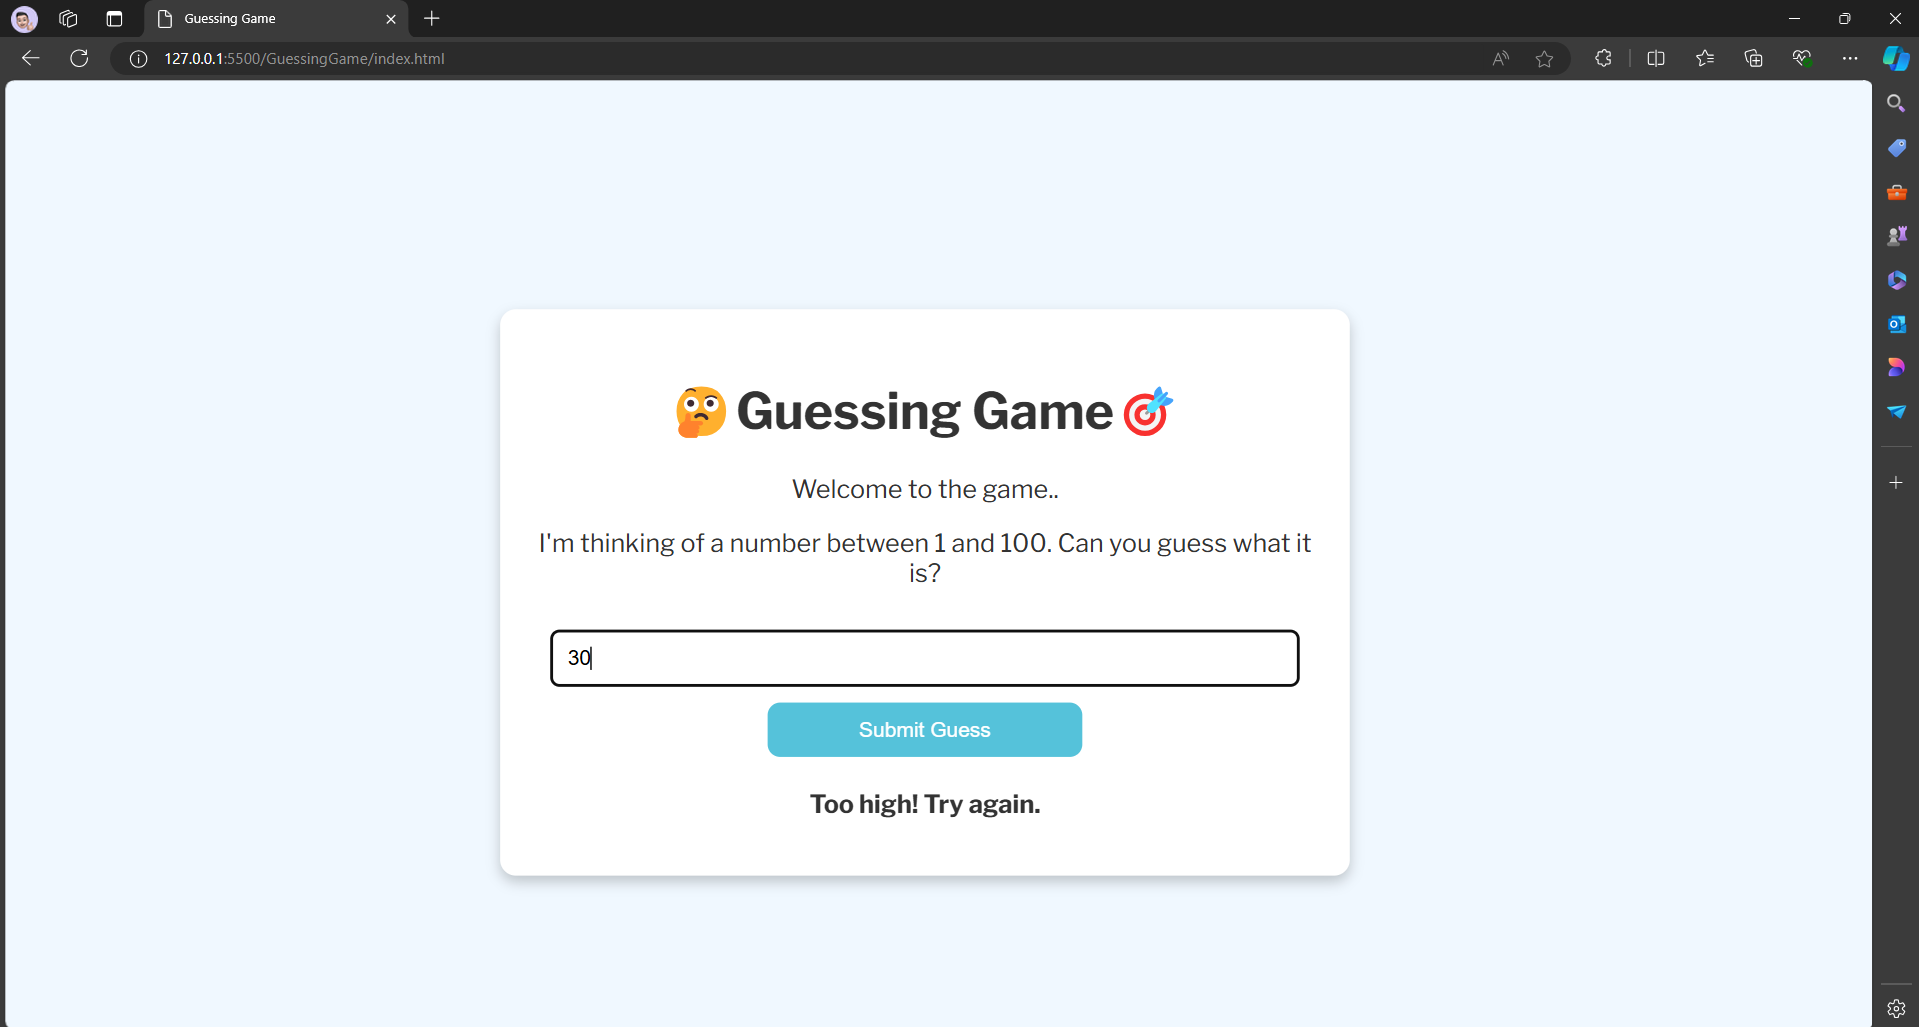 Guessing Game
127.0.0.1:5500/GuessingGame/index.html
🤔 Guessing Game 🎯
Welcome to the game..
I'm thinking of a number between 1 and 100. Can you guess what it
is?
30
Submit Guess
Too high! Try again.